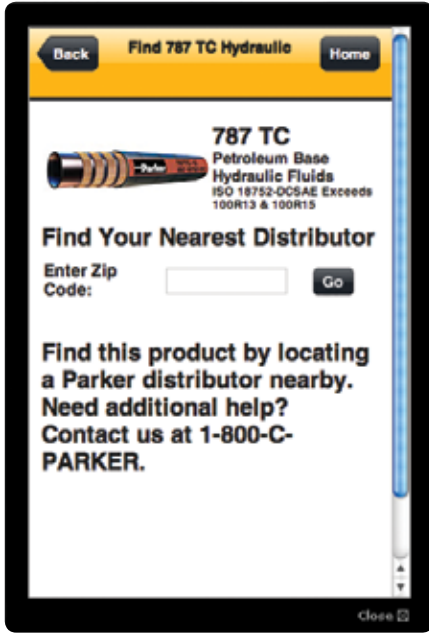 Back
Find 787 TC Hydraulic
Home
Parker
787 TC
Petroleum Base
Hydraulic Fluids
ISO 18752-DCSAE Exceeds
100R13 & 100R15
Find Your Nearest Distributor
Enter Zip
Code:
Go
Find this product by locating
a Parker distributor nearby.
Need additional help?
Contact us at 1-800-C-
PARKER.
Close